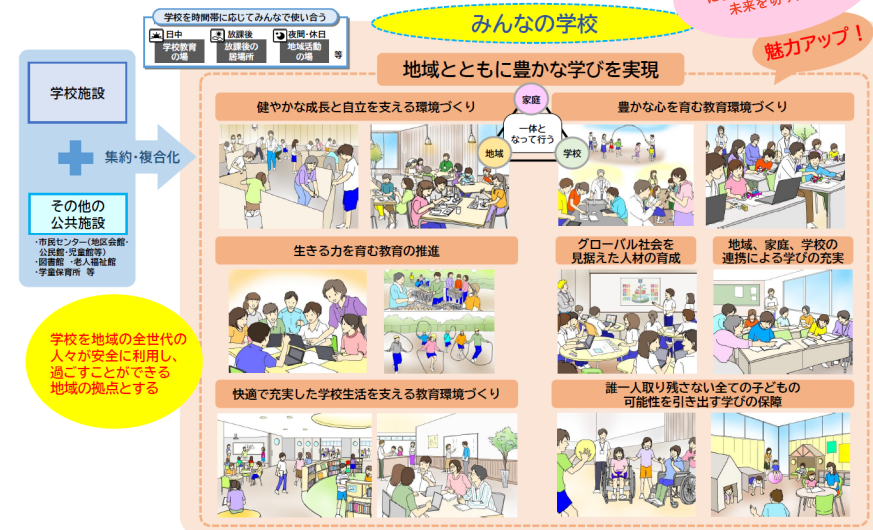 学校を時間帯に応じてみんなで使い合う
日中
学校教育
の場
放課後
放課後の
居場所
夜間・休日
地域活動
の場
等
みんなの学校
未来を切り
魅力アップ！
学校施設
集約・複合化
その他の
公共施設
・市民センター（地区会館・
公民館・児童館等）
・図書館 ・老人福祉館
・学童保育所 等
学校を地域の全世代の
人々が安全に利用し、
過ごすことができる
地域の拠点とする
地域とともに豊かな学びを実現
家庭
一体と
なって行う
地域
学校
健やかな成長と自立を支える環境づくり
豊かな心を育む教育環境づくり
生きる力を育む教育の推進
グローバル社会を
見据えた人材の育成
地域、家庭、学校の
連携による学びの充実
快適で充実した学校生活を支える教育環境づくり
誰一人取り残さない全ての子どもの
可能性を引き出す学びの保障